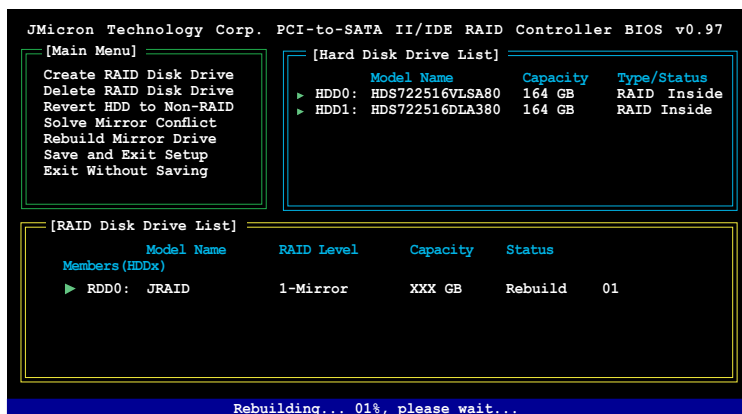 JMicron Technology Corp. PCI-to-SATA II/IDE RAID Controller BIOS v0.97
[Main Menu]
Create RAID Disk Drive
Delete RAID Disk Drive
Revert HDD to Non-RAID
Solve Mirror Conflict
Rebuild Mirror Drive
Save and Exit Setup
Exit Without Saving
[Hard Disk Drive List]
Model Name Capacity Type/Status
HDD0: HDS722516VLSA80 164 GB RAID Inside
HDD1: HDS722516DLA380 164 GB RAID Inside
[RAID Disk Drive List]
Model Name RAID Level Capacity Status
Members(HDDx)
RDD0: JRAID 1-Mirror XXX GB Rebuild 01
Rebuilding... 01%, please wait...